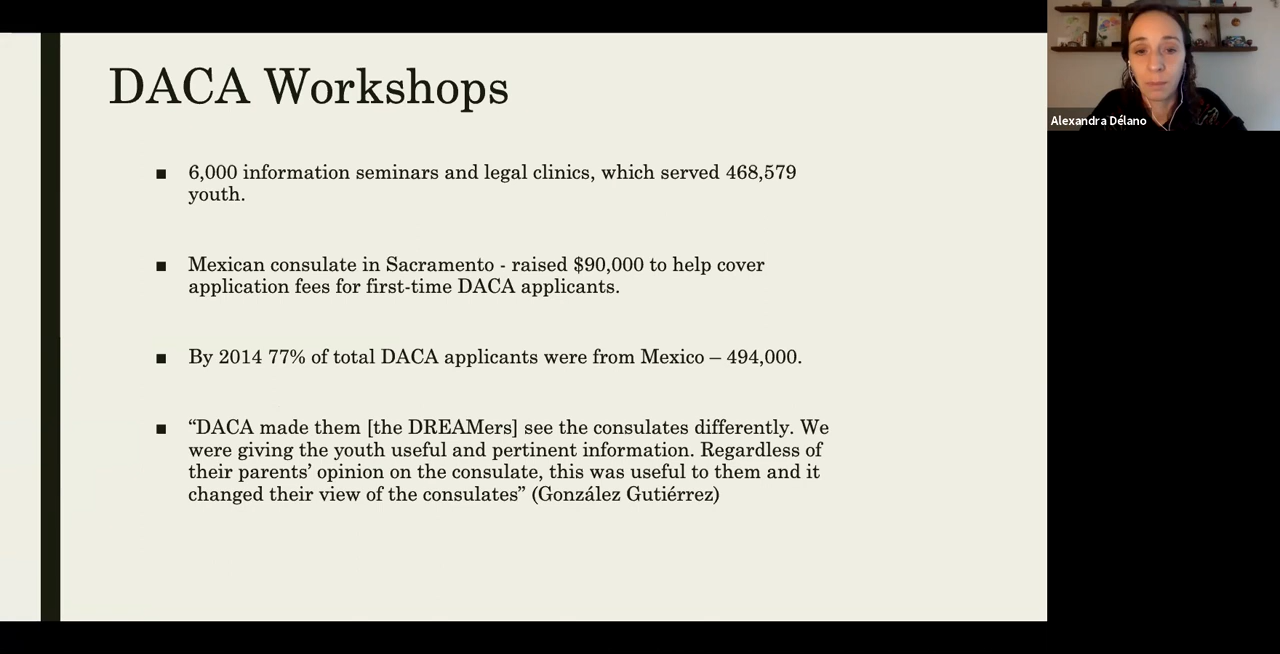 DACA Workshops
■ 6,000 information seminars and legal clinics, which served 468,579
youth.
■ Mexican consulate in Sacramento - raised $90,000 to help cover
application fees for first-time DACA applicants.
■ By 2014 77% of total DACA applicants were from Mexico – 494,000.
■ “DACA made them [the DREAMers] see the consulates differently. We
were giving the youth useful and pertinent information. Regardless of
their parents’ opinion on the consulate, this was useful to them and it
changed their view of the consulates” (González Gutiérrez)
Alexandra Délano